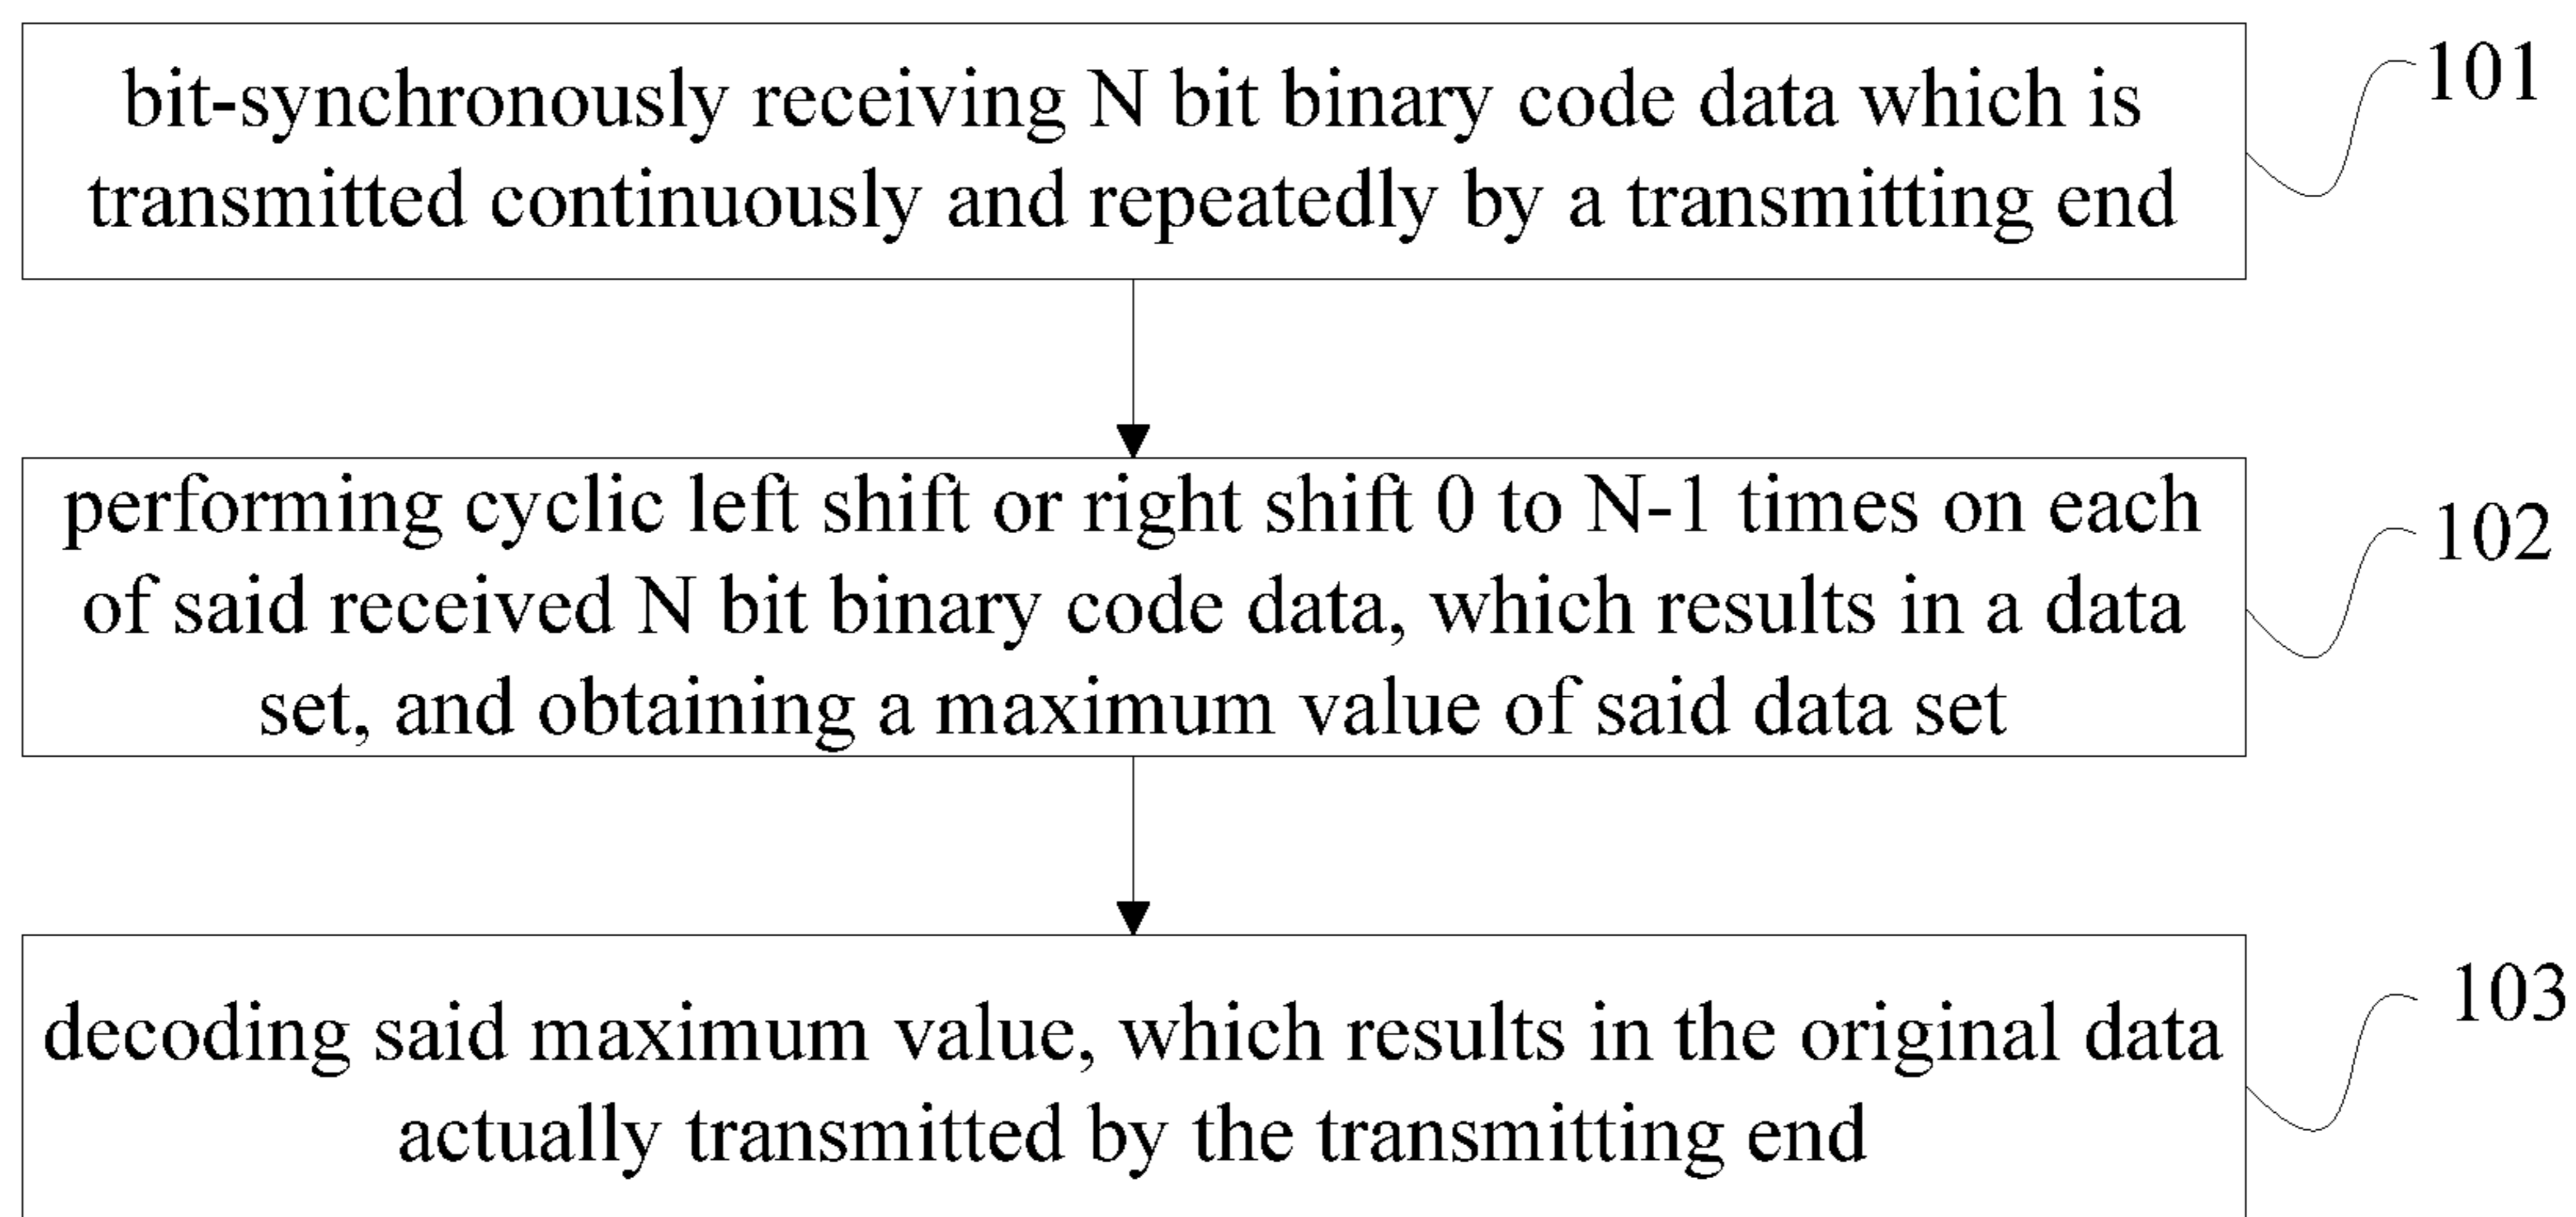 bit-synchronously receiving N bit binary code data which is
transmitted continuously and repeatedly by a transmitting end
101
performing cyclic left shift or right shift 0 to N-1 times on each
of said received N bit binary code data, which results in a data
set, and obtaining a maximum value of said data set
102
decoding said maximum value, which results in the original data
actually transmitted by the transmitting end
103